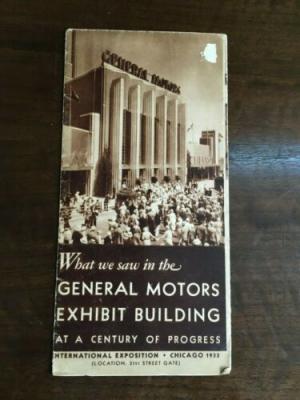 GENERAL MOTORS
What we saw in the
GENERAL MOTORS
EXHIBIT BUILDING
AT A CENTURY OF PROGRESS
INTERNATIONAL EXPOSITION • CHICAGO 1933
(LOCATION, 31ST STREET GATE)